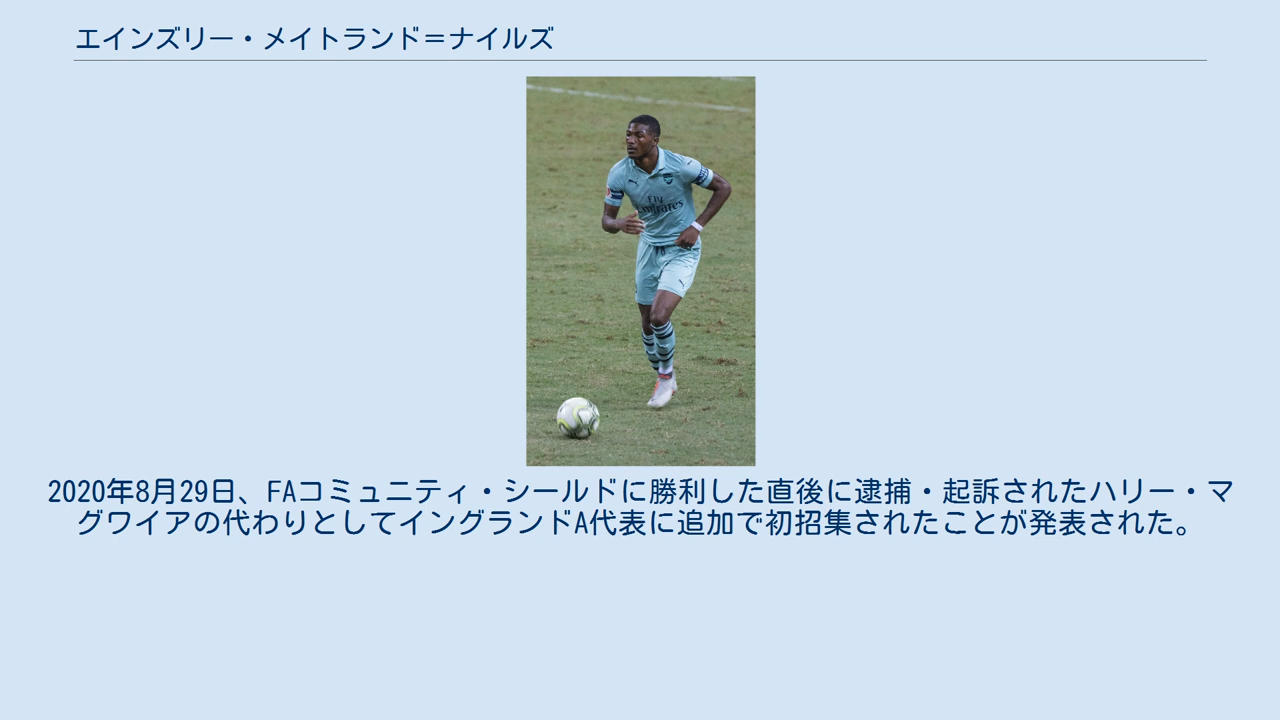 エインズリー・メイトランド＝ナイルズ
Fly
Emirates
2020年8月29日、FAコミュニティ・シールドに勝利した直後に逮捕・起訴されたハリー・マ
グワイアの代わりとしてイングランドA代表に追加で初招集されたことが発表された。